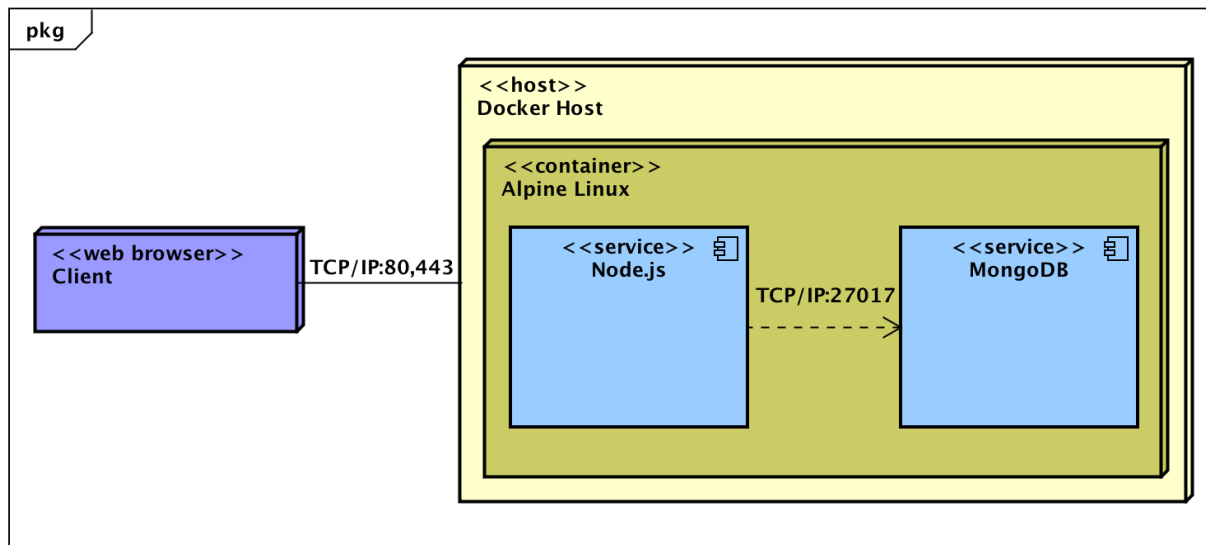 pkg
<<host>>
Docker Host
<<container>>
Alpine Linux
<<web browser>>
Client
TCP/IP:80,443
<<service>>
Node.js
TCP/IP:27017
<<service>>
MongoDB